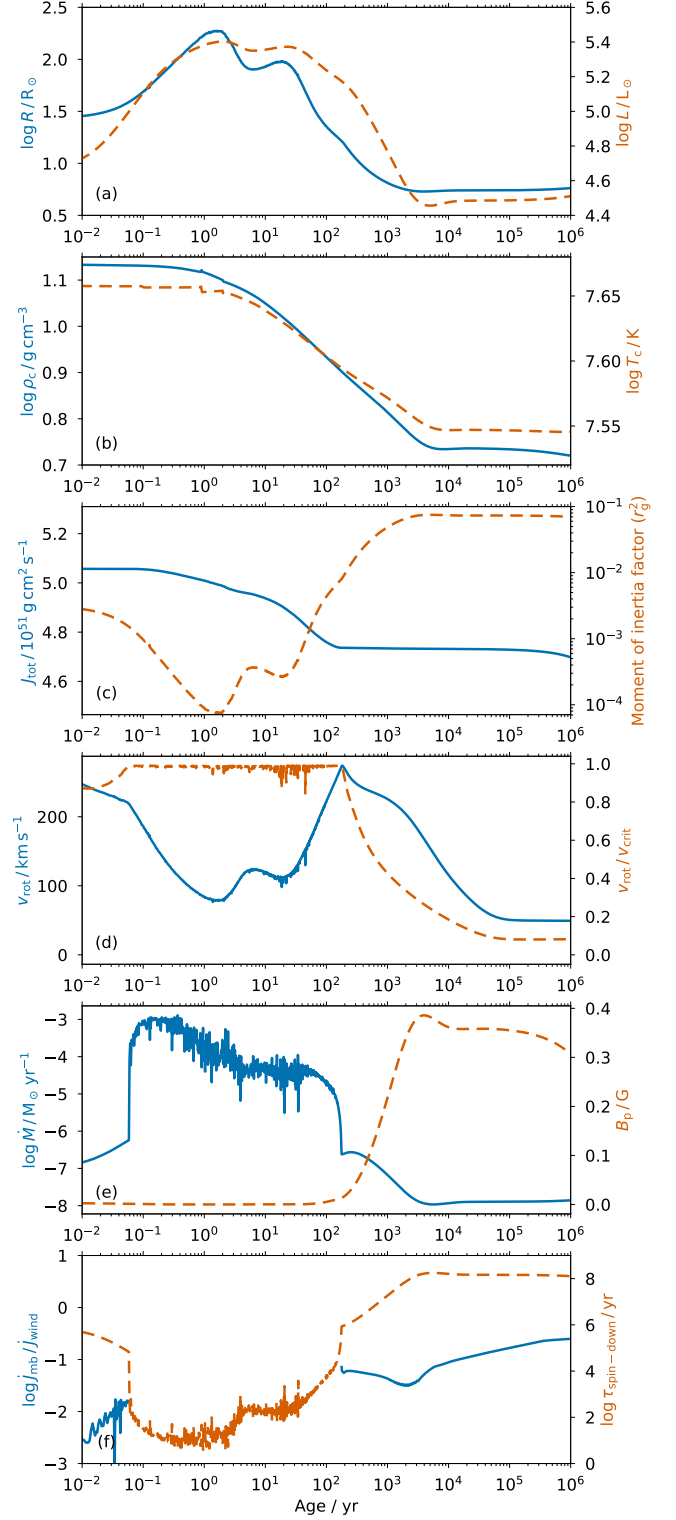 2.5
2.0
1.5
1.0
0.5
log R / R⊙
5.6
5.4
5.2
5.0
4.8
4.6
4.4
log L / L⊙
(a)
10⁻² 10⁻¹ 10⁰ 10¹ 10² 10³ 10⁴ 10⁵ 10⁶
1.1
1.0
0.9
0.8
0.7
log ρc / g cm⁻³
7.65
7.60
7.55
log Tc / K
(b)
10⁻² 10⁻¹ 10⁰ 10¹ 10² 10³ 10⁴ 10⁵ 10⁶
5.2
5.0
4.8
4.6
Jtot / 10⁵¹ g cm² s⁻¹
10⁻¹
10⁻²
10⁻³
10⁻⁴
Moment of inertia factor (r²g)
(c)
10⁻² 10⁻¹ 10⁰ 10¹ 10² 10³ 10⁴ 10⁵ 10⁶
200
100
0
vrot / km s⁻¹
1.0
0.8
0.6
0.4
0.2
0.0
vrot / vcrit
(d)
10⁻² 10⁻¹ 10⁰ 10¹ 10² 10³ 10⁴ 10⁵ 10⁶
−3
−4
−5
−6
−7
−8
log Ṁ / M⊙ yr⁻¹
0.4
0.3
0.2
0.1
0.0
Bp / G
(e)
10⁻² 10⁻¹ 10⁰ 10¹ 10² 10³ 10⁴ 10⁵ 10⁶
1
0
−1
−2
−3
log j̇mb / j̇wind
8
6
4
2
0
log τspin−down / yr
(f)
10⁻² 10⁻¹ 10⁰ 10¹ 10² 10³ 10⁴ 10⁵ 10⁶
Age / yr